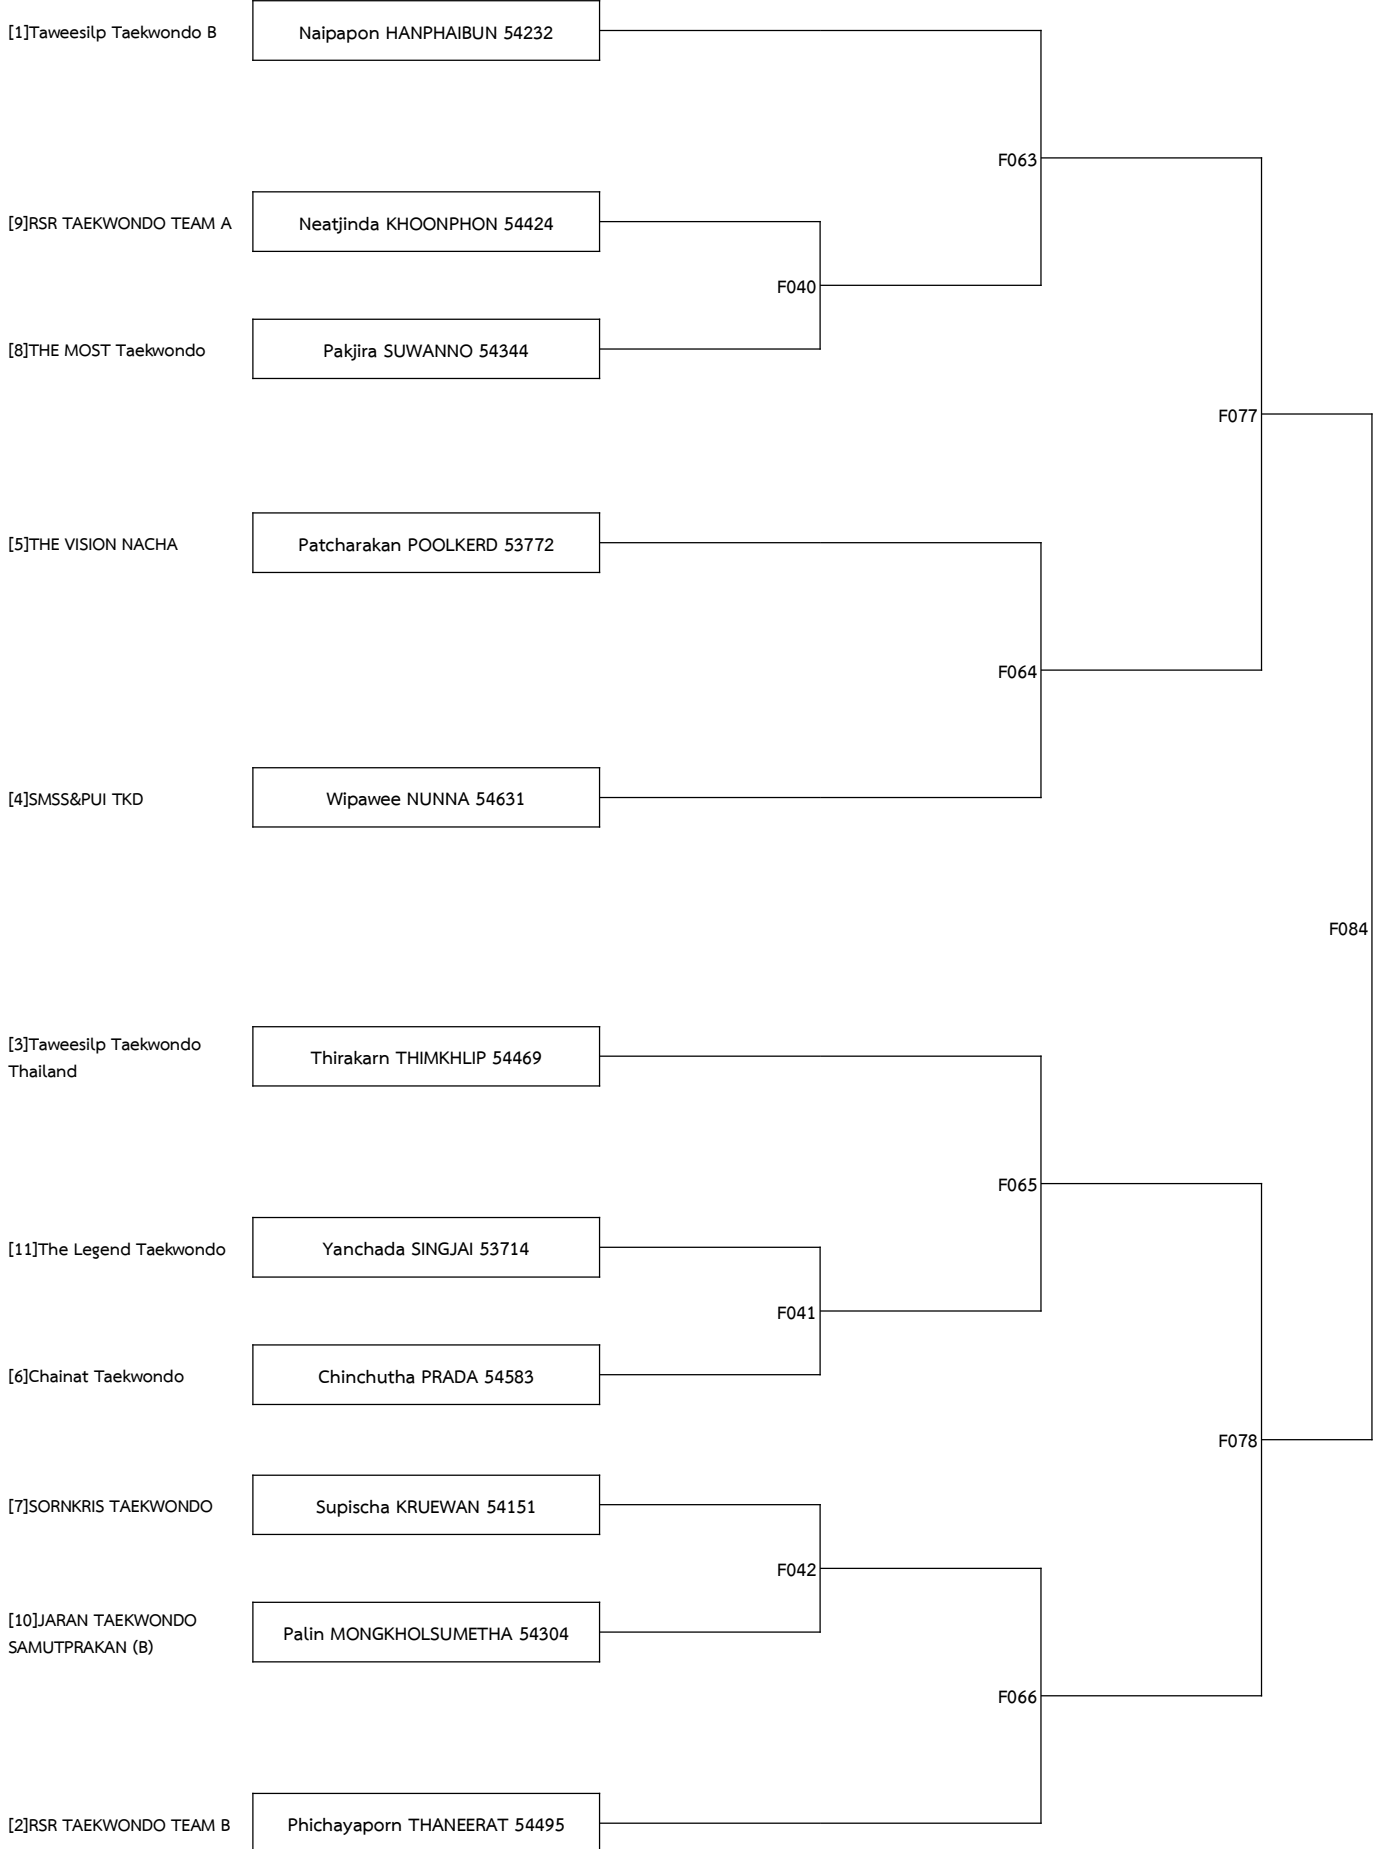 [1]Taweesilp Taekwondo B
Naipapon HANPHAIBUN 54232
F063
[9]RSR TAEKWONDO TEAM A
Neatjinda KHOONPHON 54424
F040
[8]THE MOST Taekwondo
Pakjira SUWANNO 54344
F077
[5]THE VISION NACHA
Patcharakan POOLKERD 53772
F064
[4]SMSS&PUI TKD
Wipawee NUNNA 54631
F084
[3]Taweesilp Taekwondo
Thailand
Thirakarn THIMKHLIP 54469
F065
[11]The Legend Taekwondo
Yanchada SINGJAI 53714
F041
[6]Chainat Taekwondo
Chinchutha PRADA 54583
F078
[7]SORNKRIS TAEKWONDO
Supischa KRUEWAN 54151
F042
[10]JARAN TAEKWONDO
SAMUTPRAKAN (B)
Palin MONGKHOLSUMETHA 54304
F066
[2]RSR TAEKWONDO TEAM B
Phichayaporn THANEERAT 54495